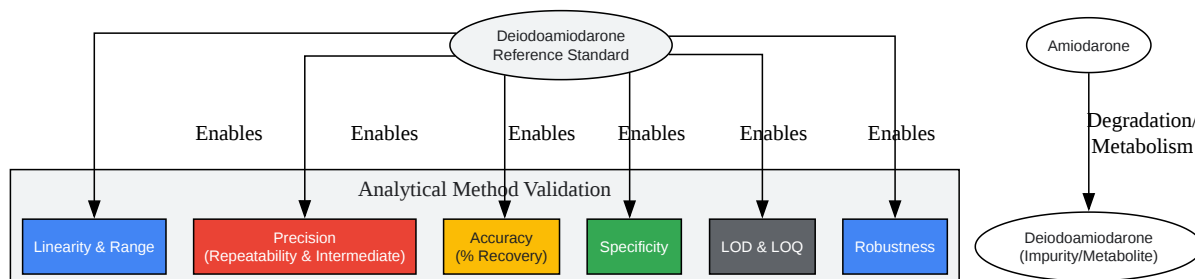 Deiodoamiodarone
Reference Standard
Amiodarone
Enables
Enables
Enables
Enables
Enables
Enables
Degradation/
Metabolism
Analytical Method Validation
Linearity & Range
Precision
(Repeatability & Intermediate)
Accuracy
(% Recovery)
Specificity
LOD & LOQ
Robustness
Deiodoamiodarone
(Impurity/Metabolite)